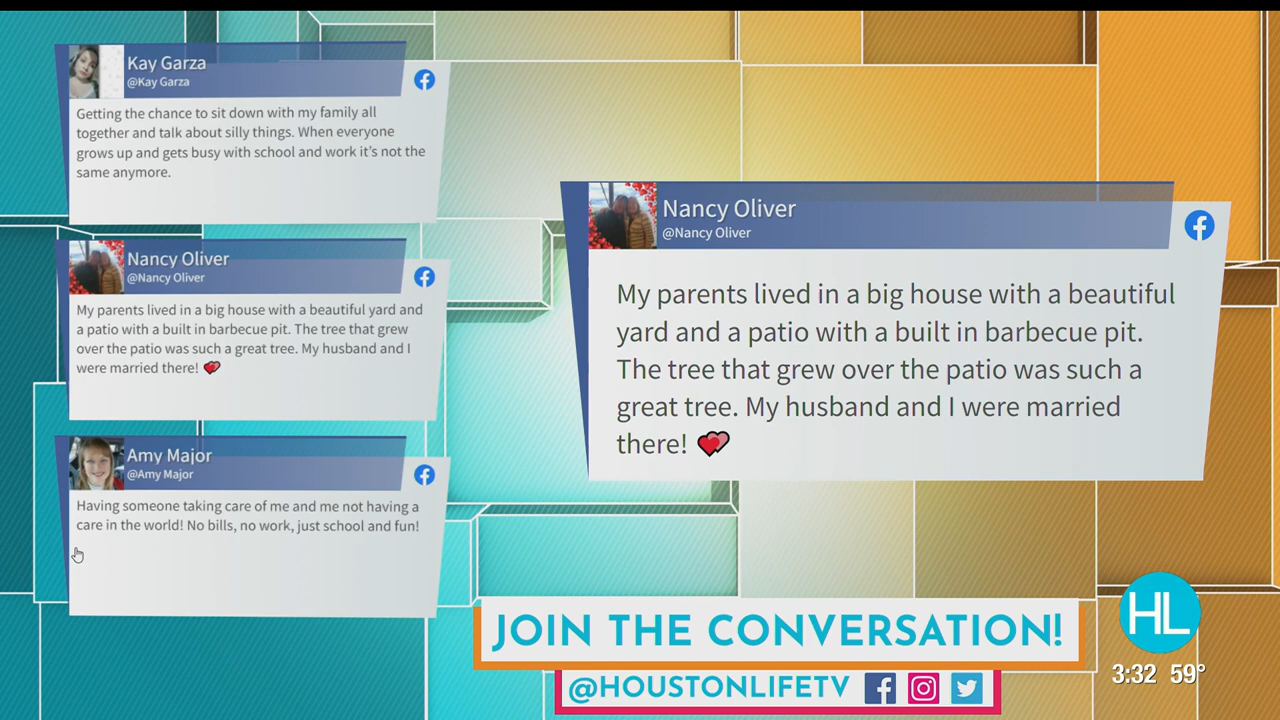 Kay Garza
@Kay Garza
Getting the chance to sit down with my family all
together and talk about silly things. When everyone
grows up and gets busy with school and work it's not the
same anymore.
Nancy Oliver
@Nancy Oliver
My parents lived in a big house with a beautiful yard and
a patio with a built in barbecue pit. The tree that grew
over the patio was such a great tree. My husband and I
were married there! 💕
Amy Major
@Amy Major
Having someone taking care of me and me not having a
care in the world! No bills, no work, just school and fun!
Nancy Oliver
@Nancy Oliver
My parents lived in a big house with a beautiful
yard and a patio with a built in barbecue pit.
The tree that grew over the patio was such a
great tree. My husband and I were married
there! 💕
JOIN THE CONVERSATION!
@HOUSTONLIFETV
HL
3:32 59°